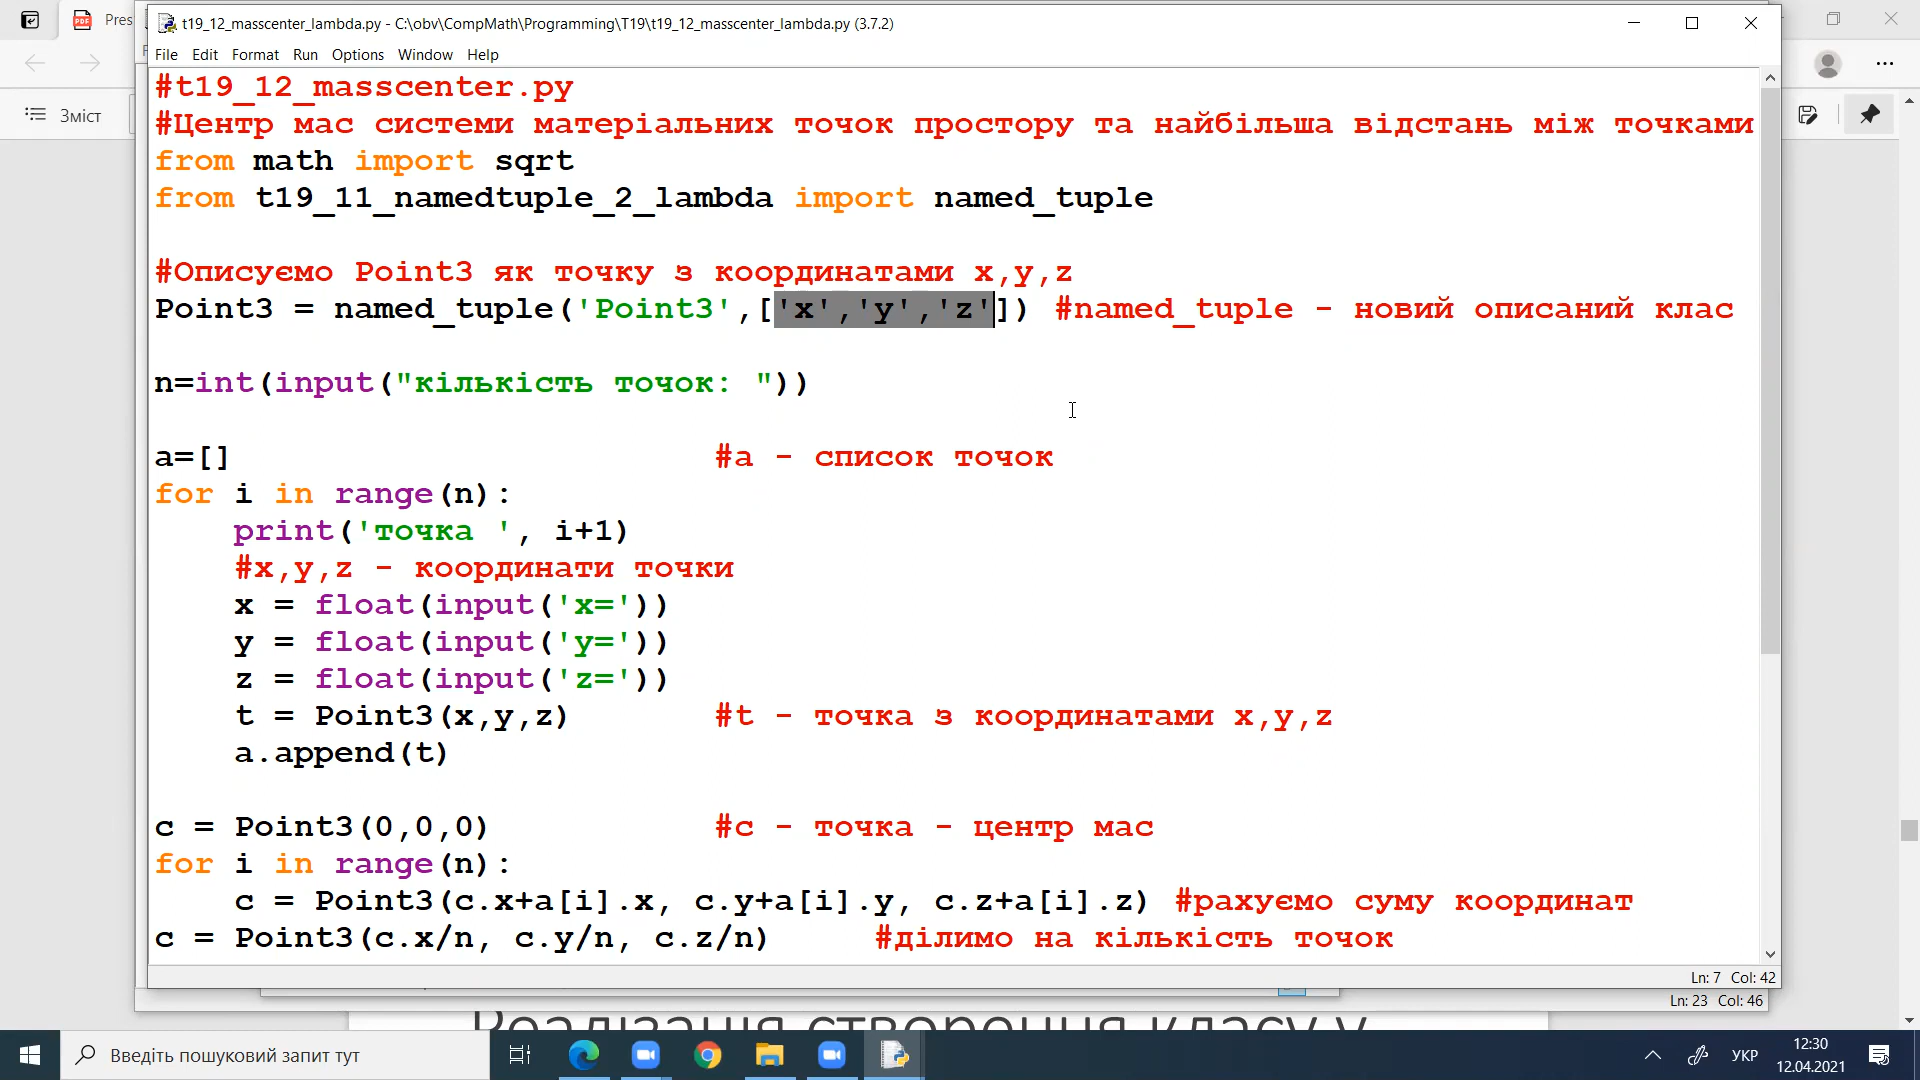 t19_12_masscenter_lambda.py - C:\obv\CompMath\Programming\T19\t19_12_masscenter_lambda.py (3.7.2)
Pres
File Edit Format Run Options Window Help
Зміст
#t19_12_masscenter.py
#Центр мас системи матеріальних точок простору та найбільша відстань між точками
from math import sqrt
from t19_11_namedtuple_2_lambda import named_tuple
#Описуємо Point3 як точку з координатами x,y,z
Point3 = named_tuple('Point3',['x','y','z']) #named_tuple - новий описаний клас
n=int(input("кількість точок: "))
a=[] #a - список точок
for i in range(n):
print('точка ', i+1)
#x,y,z - координати точки
x = float(input('x='))
y = float(input('y='))
z = float(input('z='))
t = Point3(x,y,z) #t - точка з координатами x,y,z
a.append(t)
c = Point3(0,0,0) #c - точка - центр мас
for i in range(n):
c = Point3(c.x+a[i].x, c.y+a[i].y, c.z+a[i].z) #рахуємо суму координат
c = Point3(c.x/n, c.y/n, c.z/n) #ділимо на кількість точок
Ln: 7 Col: 42
Ln: 23 Col: 46
Реалізація створення класу у
Введіть пошуковий запит тут
УКР
12:30
12.04.2021